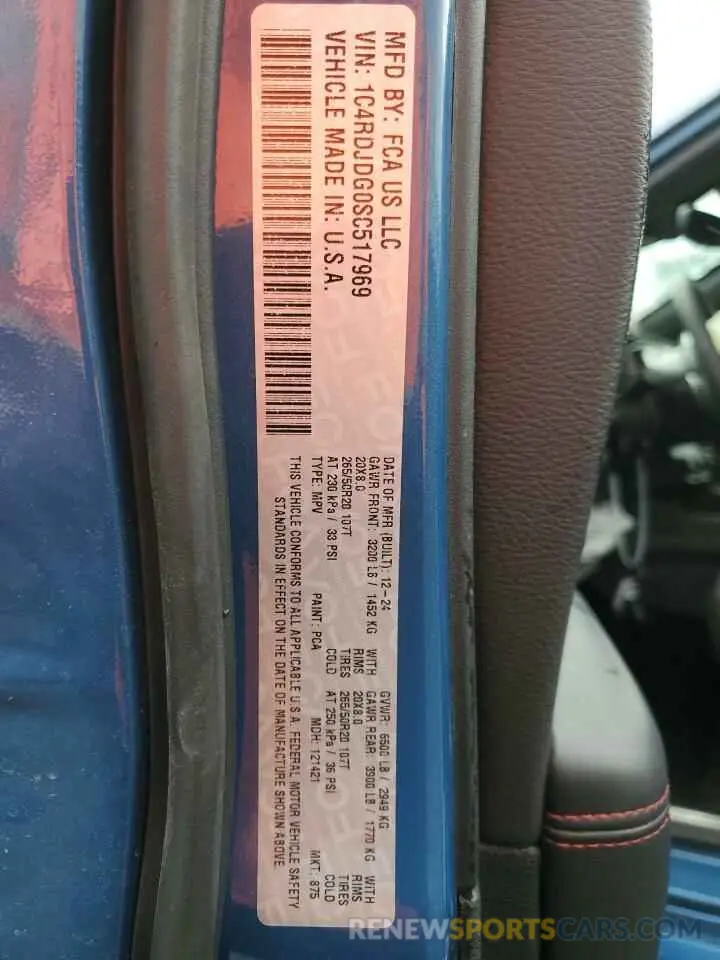 MFD BY: FCA US LLC
VIN: 1C4RDJDG0SC517969
VEHICLE MADE IN: U.S.A.
DATE OF MFR (BUILT): 12-24 GVWR: 6500 LB / 2949 KG
GAWR FRONT: 3200 LB / 1452 KG WITH GAWR REAR: 3900 LB / 1770 KG WITH
20X8.0 RIMS 20X8.0 RIMS
265/50R20 107T TIRES 265/50R20 107T TIRES
AT 230 kPa / 33 PSI COLD AT 250 kPa / 36 PSI COLD
TYPE: MPV PAINT: PCA MDH: 121421 MKT: 875
THIS VEHICLE CONFORMS TO ALL APPLICABLE U.S.A. FEDERAL MOTOR VEHICLE SAFETY
STANDARDS IN EFFECT ON THE DATE OF MANUFACTURE SHOWN ABOVE
RENEWSPORTSCARS.COM